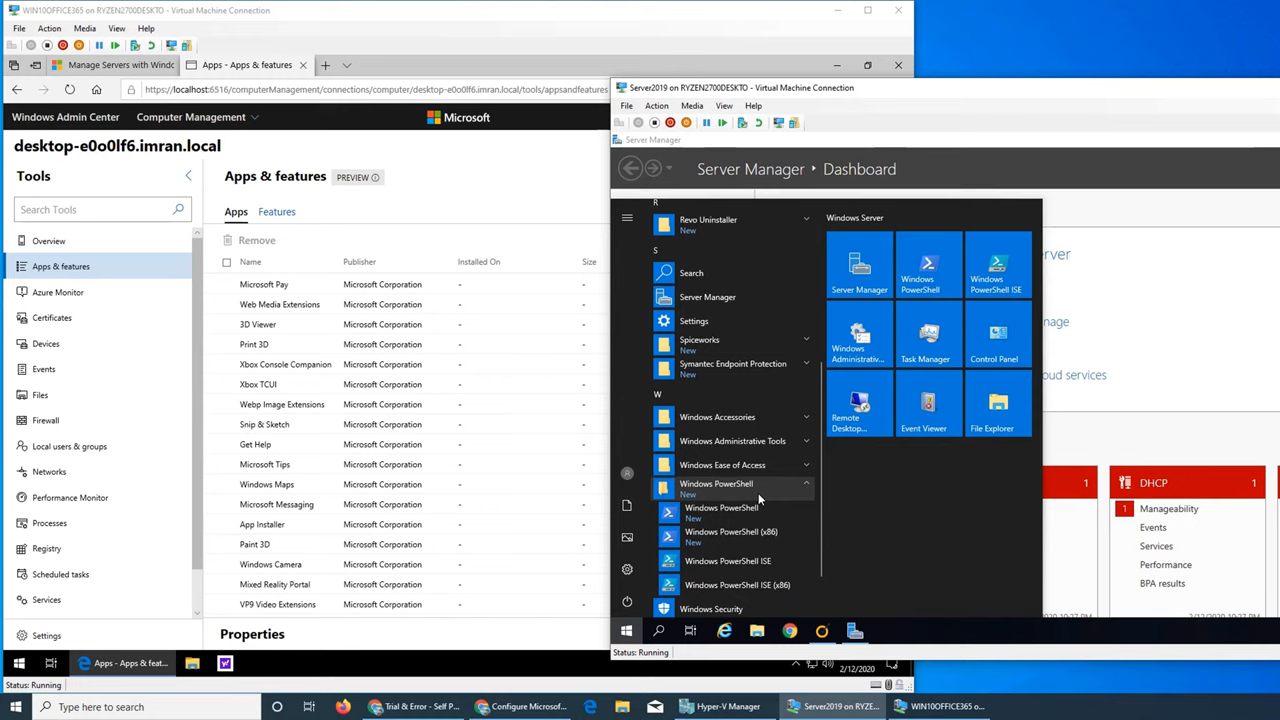 WIN10OFFICE365 on RYZEN2700DESKTO - Virtual Machine Connection
File Action Media View Help
Manage Servers with Windo
Apps - Apps & features
https://localhost:6516/computerManagement/connections/computer/desktop-e0o0lf6.imran.local/tools/appsandfeatures
Windows Admin Center
Computer Management
Microsoft
desktop-e0o0lf6.imran.local
Tools
Search Tools
Overview
Apps & features
Azure Monitor
Certificates
Devices
Events
Files
Firewall
Local users & groups
Networks
Performance Monitor
Processes
Registry
Scheduled tasks
Services
Settings
Apps & features
PREVIEW
Apps Features
Remove
Name Publisher Installed On Size
Microsoft Pay Microsoft Corporation - -
Web Media Extensions Microsoft Corporation - -
3D Viewer Microsoft Corporation - -
Print 3D Microsoft Corporation - -
Xbox Console Companion Microsoft Corporation - -
Xbox TCUI Microsoft Corporation - -
Webp Image Extensions Microsoft Corporation - -
Snip & Sketch Microsoft Corporation - -
Get Help Microsoft Corporation - -
Microsoft Tips Microsoft Corporation - -
Windows Maps Microsoft Corporation - -
Microsoft Messaging Microsoft Corporation - -
App Installer Microsoft Corporation - -
Paint 3D Microsoft Corporation - -
Windows Camera Microsoft Corporation - -
Mixed Reality Portal Microsoft Corporation - -
VP9 Video Extensions Microsoft Corporation - -
Properties
Apps - Apps & feat...
2/12/2020
Status: Running
Server2019 on RYZEN2700DESKTO - Virtual Machine Connection
File Action Media View Help
Server Manager
Server Manager • Dashboard
R
Revo Uninstaller
New
S
Search
Server Manager
Settings
Spiceworks
New
Symantec Endpoint Protection
New
W
Windows Accessories
Windows Administrative Tools
Windows Ease of Access
Windows PowerShell
New
Windows PowerShell
New
Windows PowerShell (x86)
New
Windows PowerShell ISE
Windows PowerShell ISE (x86)
Windows Security
Windows Server
Server Manager
Windows PowerShell
Windows PowerShell ISE
Windows Administrativ...
Task Manager
Control Panel
Remote Desktop...
Event Viewer
File Explorer
erver
nage
oud services
1
DHCP 1
1 Manageability
Events
Services
Performance
BPA results
Status: Running
Type here to search
Trial & Error - Self P...
Configure Microsof...
Hyper-V Manager
Server2019 on RYZE...
WIN10OFFICE365 o...